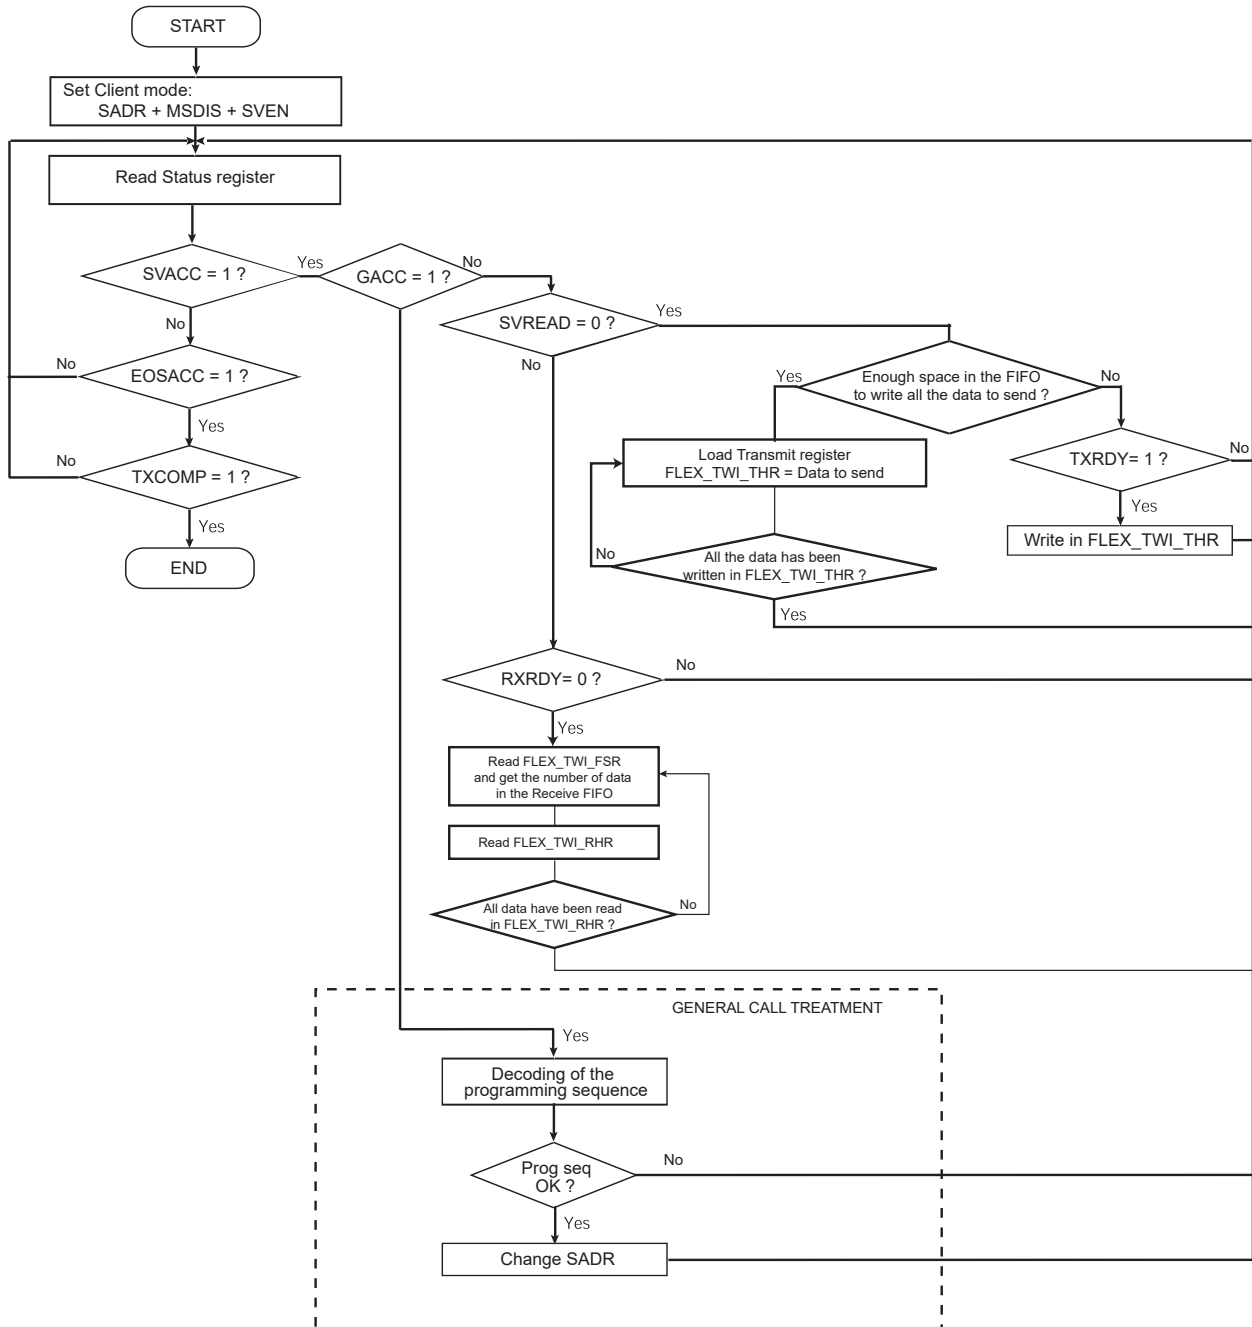 START
Set Client mode:
SADR + MSDIS + SVEN
Read Status register
SVACC = 1 ?
Yes
GACC = 1 ?
No
SVREAD = 0 ?
Yes
No
No
EOSACC = 1 ?
No
Yes
Enough space in the FIFO
to write all the data to send ?
Yes
No
Load Transmit register
FLEX_TWI_THR = Data to send
TXRDY= 1 ?
No
Yes
No
TXCOMP = 1 ?
Yes
END
Write in FLEX_TWI_THR
All the data has been
written in FLEX_TWI_THR ?
No
Yes
RXRDY= 0 ?
No
Yes
Read FLEX_TWI_FSR
and get the number of data
in the Receive FIFO
Read FLEX_TWI_RHR
All data have been read
in FLEX_TWI_RHR ?
No
GENERAL CALL TREATMENT
Yes
Decoding of the
programming sequence
Prog seq
OK ?
No
Yes
Change SADR